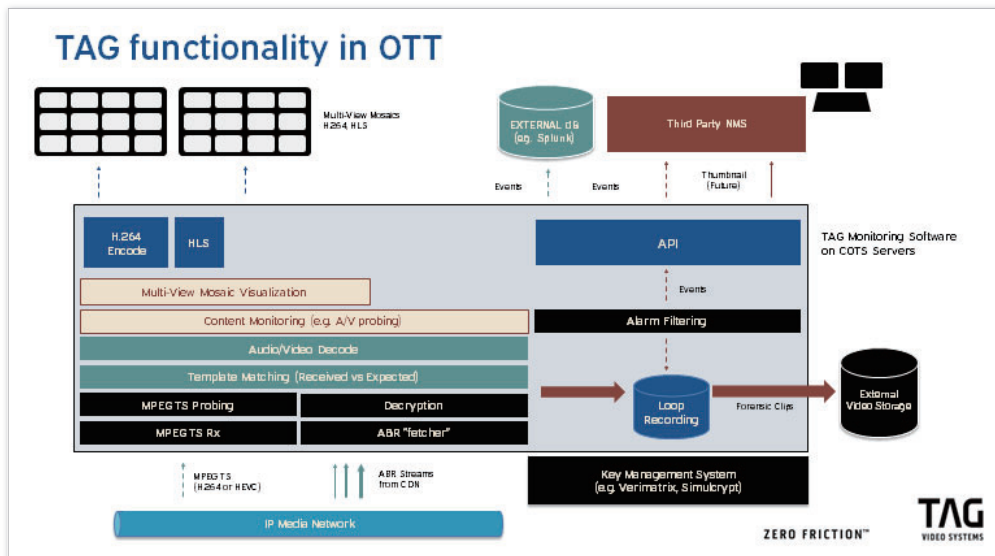 TAG functionality in OTT
Multi-View Mosaics
H.264, HLS
EXTERNAL dB
(eg. Splunk)
Third Party NMS
Events
Events
Thumbnail
(Future)
H.264
Encode
HLS
API
TAG Monitoring Software
on COTS Servers
Multi-View Mosaic Visualization
Events
Content Monitoring (e.g. A/V probing)
Alarm Filtering
Audio/Video Decode
Template Matching (Received vs Expected)
MPEGTS Probing
Decryption
Loop
Recording
Forensic Clips
External
Video Storage
MPEGTS Rx
ABR "fetcher"
MPEGTS
(H.264 or HEVC)
ABR Streams
from CDN
Key Management System
(e.g. Verimatrix, Simulcrypt)
IP Media Network
ZERO FRICTION™
TAG
VIDEO SYSTEMS